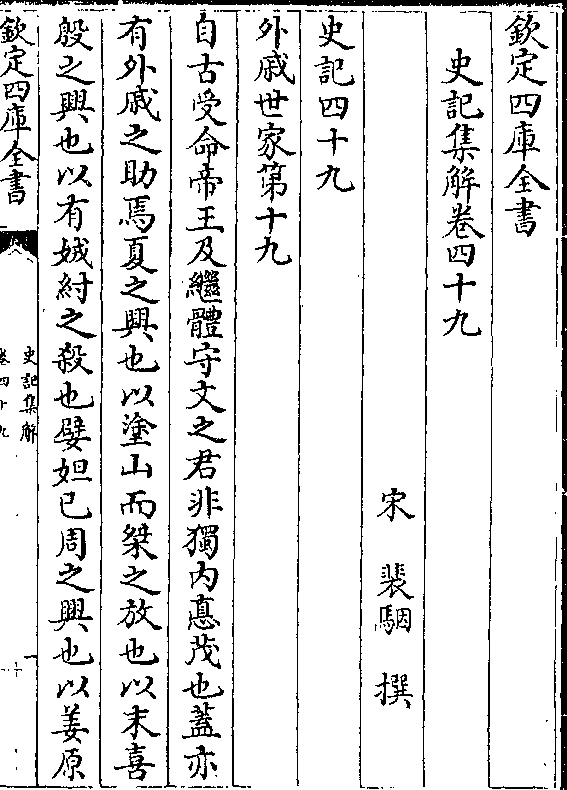 欽定四庫全書
史記集解卷四十九
宋 裴駰 撰
史記四十九
外戚世家第十九
自古受命帝王及繼體守文之君非獨内悳茂也蓋亦
有外戚之助焉夏之興也以塗山而桀之放也以末喜
殷之興也以有娀紂之殺也嬖妲已周之興也以姜原
欽定四庫全書
史記集解
卷四十九
一